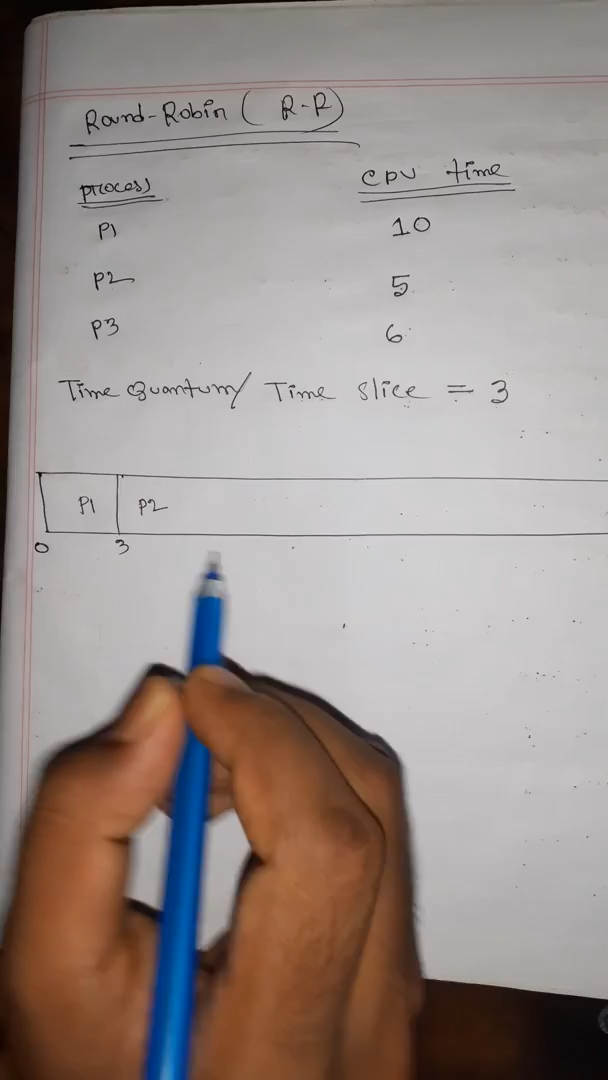 Round-Robin ( R-R)
process CPU time
P1 10
P2 5
P3 6
Time Quantum/ Time slice = 3
P1 P2
0 3